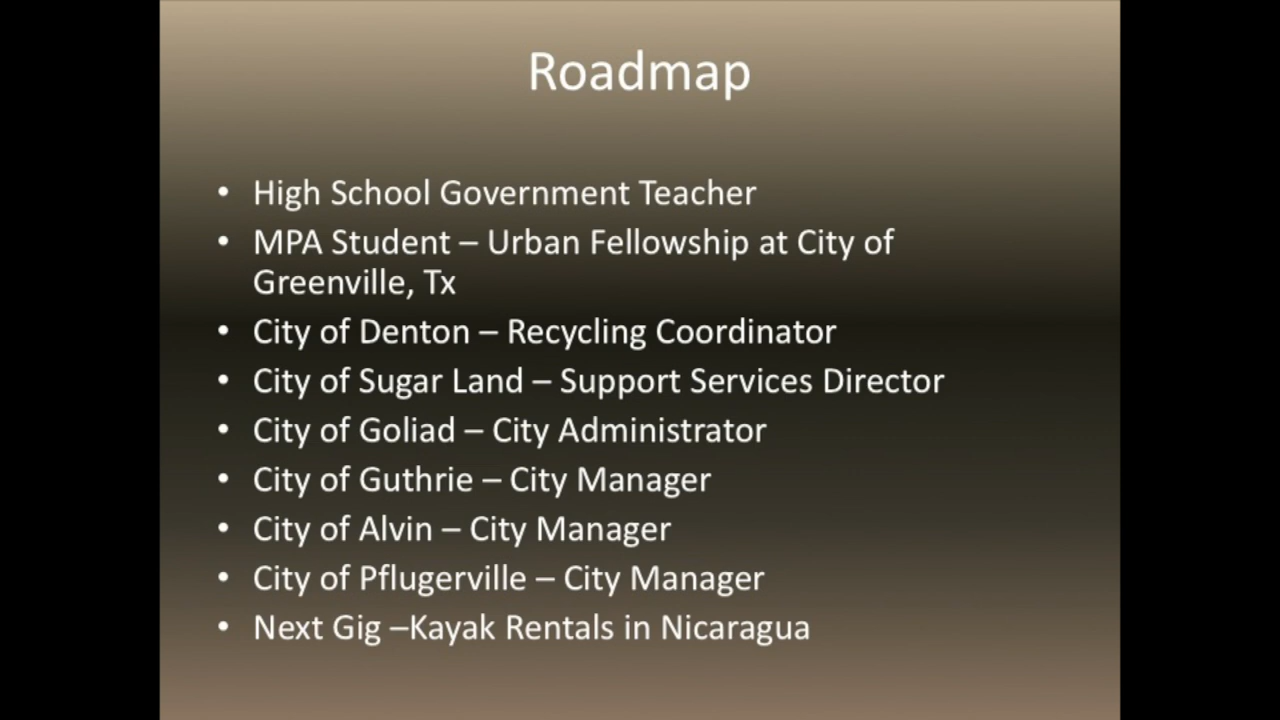 Roadmap
• High School Government Teacher
• MPA Student – Urban Fellowship at City of
Greenville, Tx
• City of Denton – Recycling Coordinator
• City of Sugar Land – Support Services Director
• City of Goliad – City Administrator
• City of Guthrie – City Manager
• City of Alvin – City Manager
• City of Pflugerville – City Manager
• Next Gig –Kayak Rentals in Nicaragua